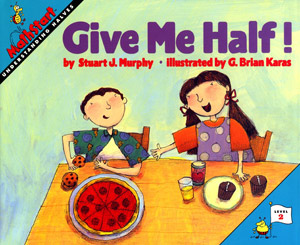 MathStart
UNDERSTANDING HALVES
Give Me Half!
by Stuart J. Murphy • illustrated by G. Brian Karas
LEVEL
2